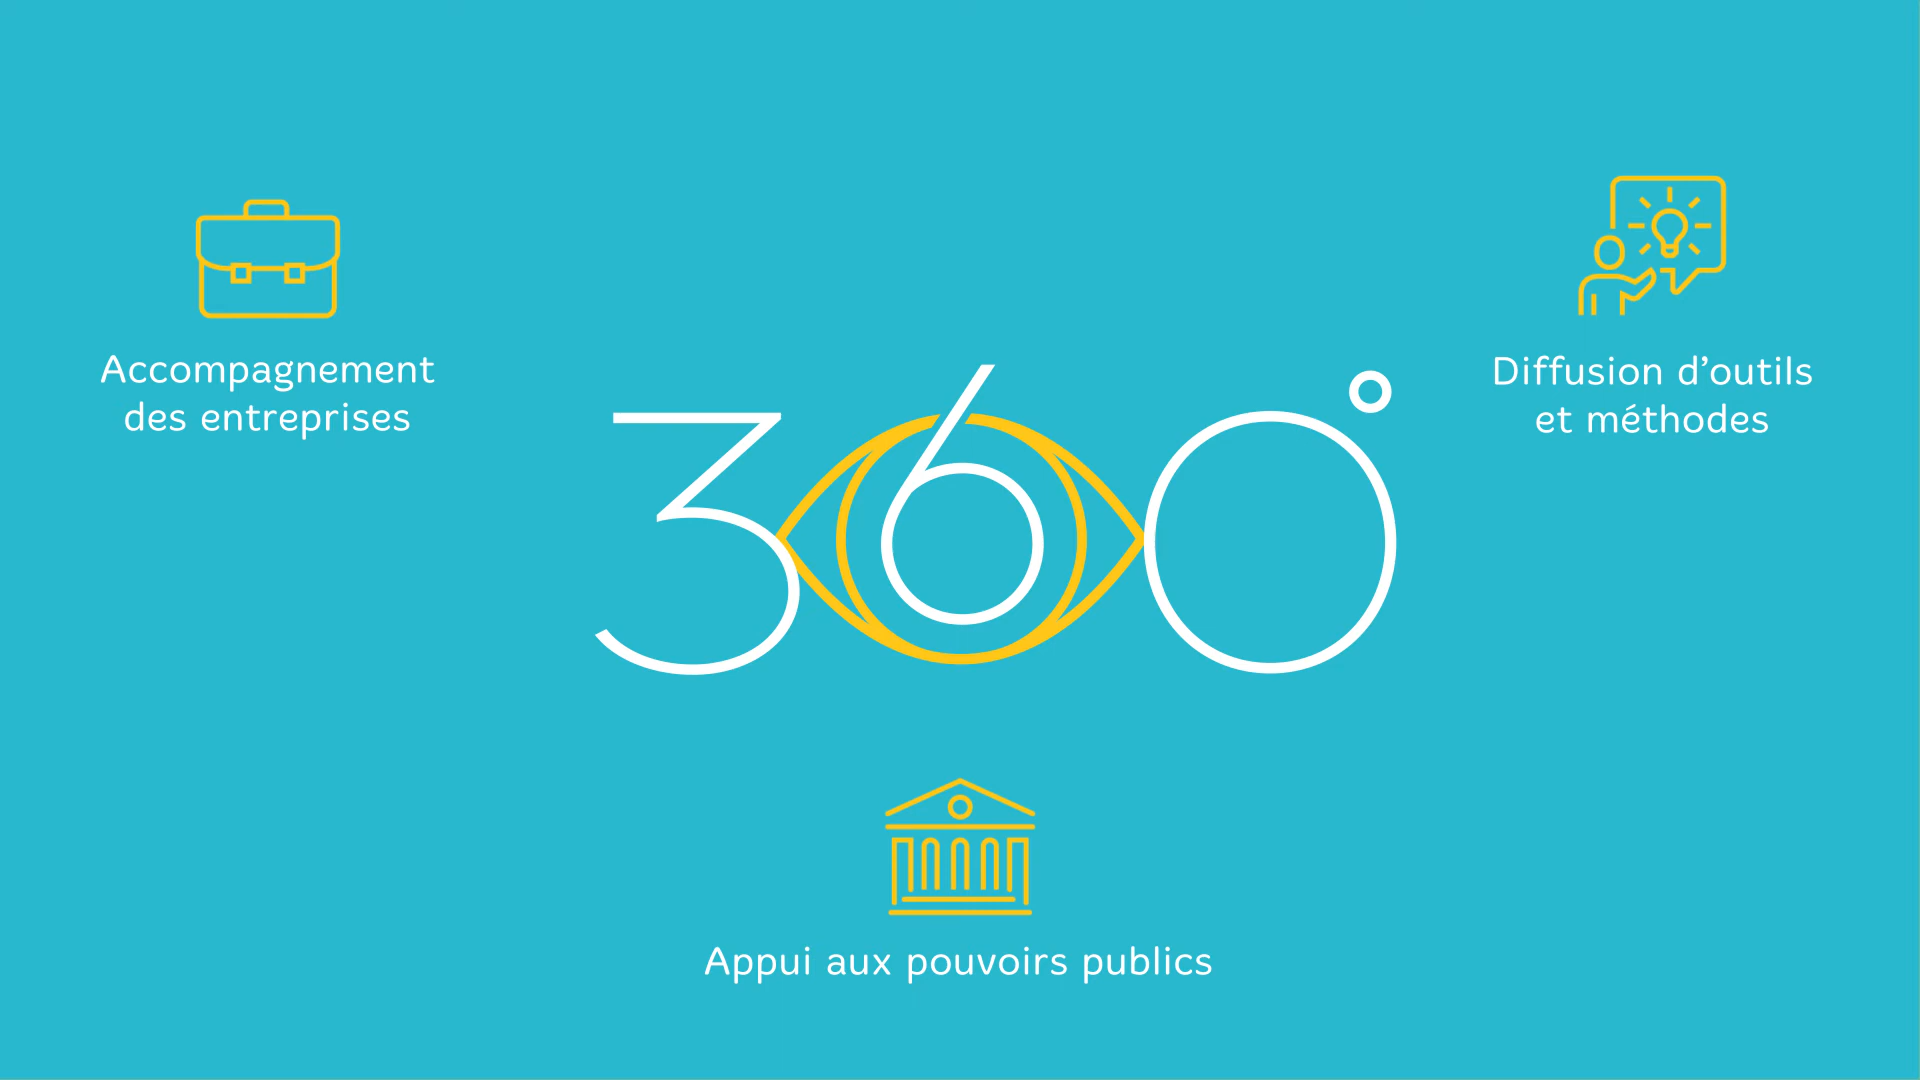 Accompagnement
des entreprises
Diffusion d’outils
et méthodes
360°
Appui aux pouvoirs publics